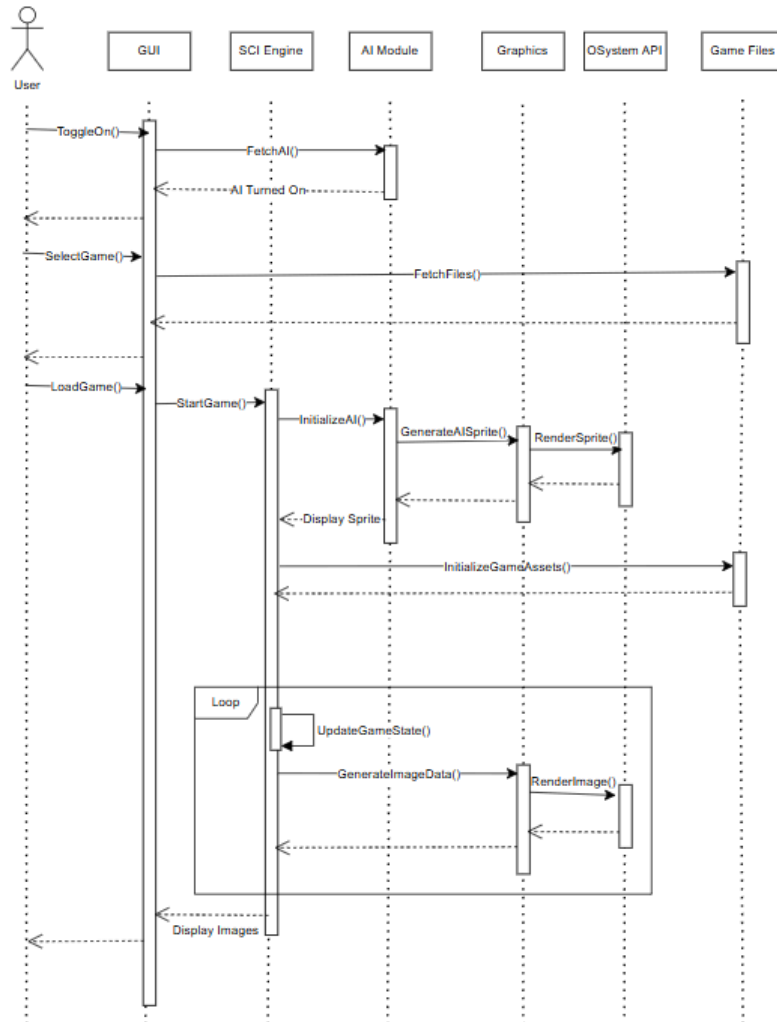 GUI
SCI Engine
AI Module
Graphics
OSystem API
Game Files
User
ToggleOn()
FetchAI()
AI Turned On
SelectGame()
FetchFiles()
LoadGame()
StartGame()
InitializeAI()
GenerateAISprite()
RenderSprite()
Display Sprite
InitializeGameAssets()
Loop
UpdateGameState()
GenerateImageData()
RenderImage()
Display Images